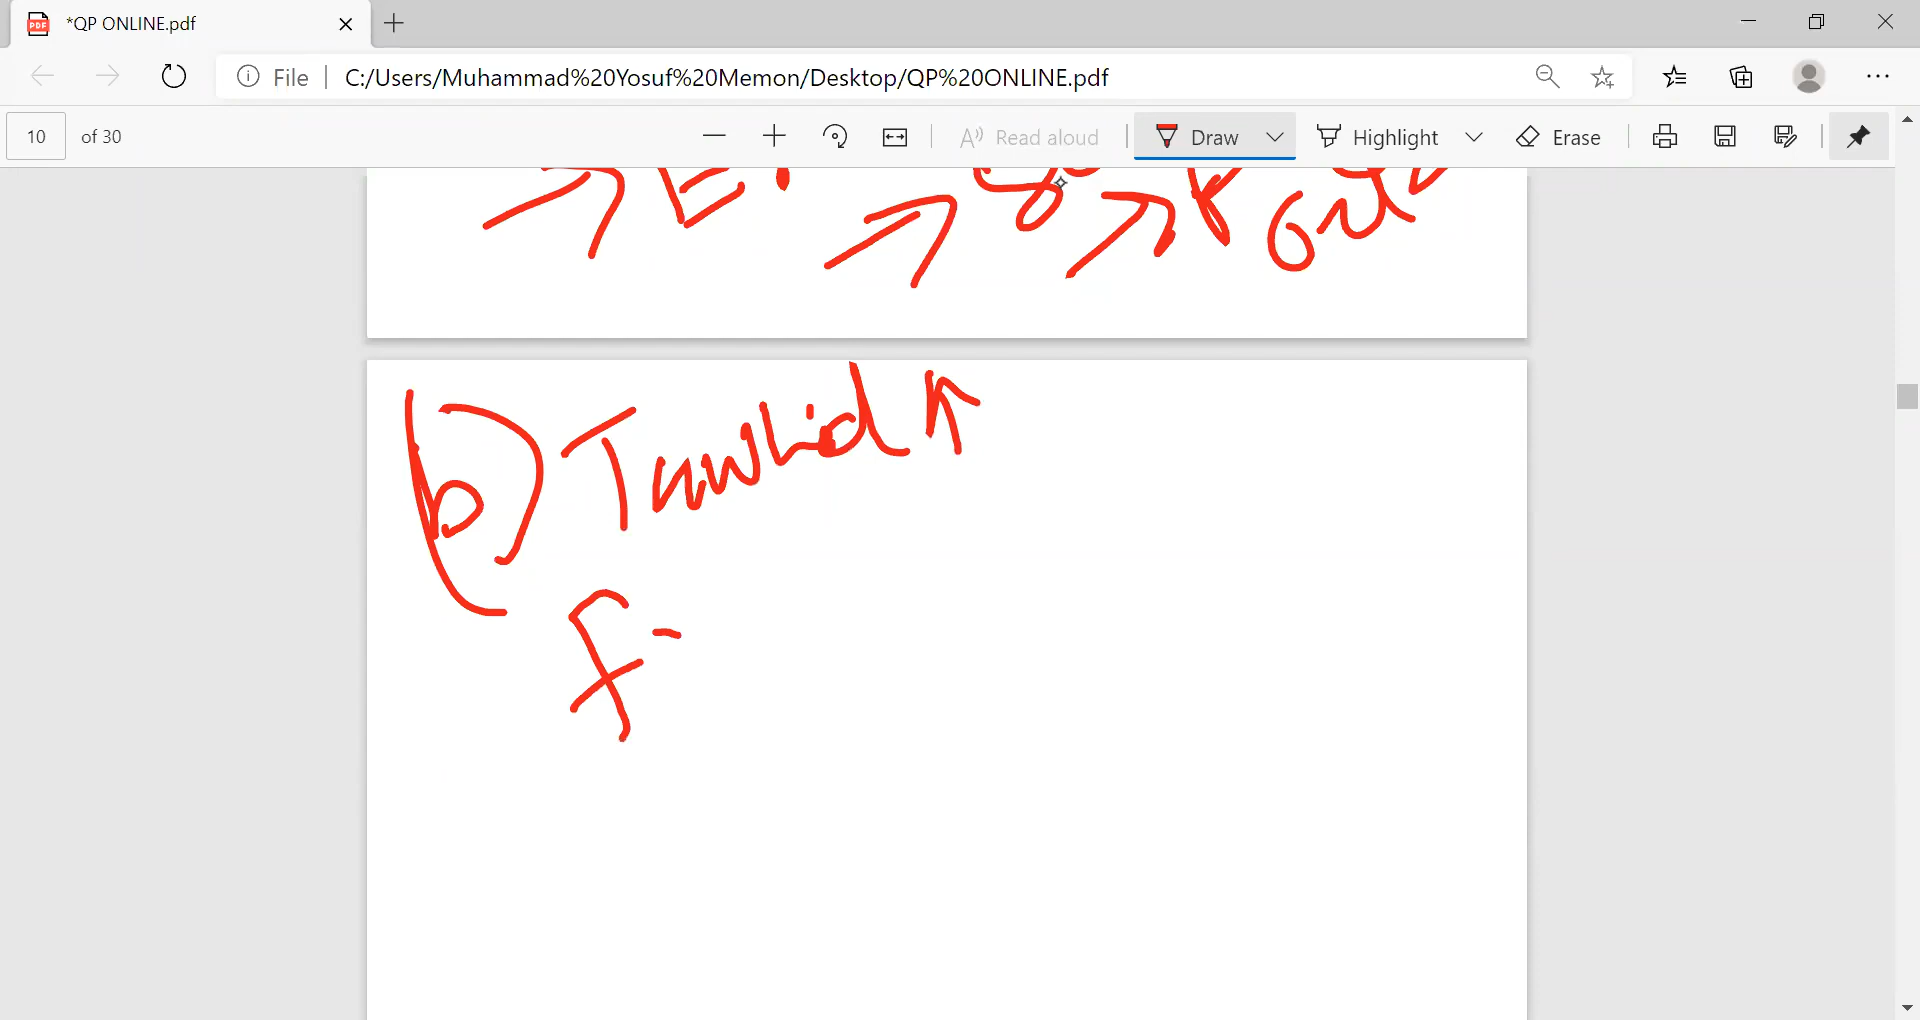 *QP ONLINE.pdf
File | C:/Users/Muhammad%20Yosuf%20Memon/Desktop/QP%20ONLINE.pdf
10 of 30 Read aloud Draw Highlight Erase
b) Tawhid ↑